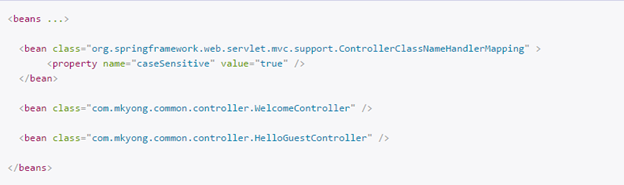 <beans ...>
<bean class="org.springframework.web.servlet.mvc.support.ControllerClassNameHandlerMapping" >
<property name="caseSensitive" value="true" />
</bean>
<bean class="com.mkyong.common.controller.WelcomeController" />
<bean class="com.mkyong.common.controller.HelloGuestController" />
</beans>